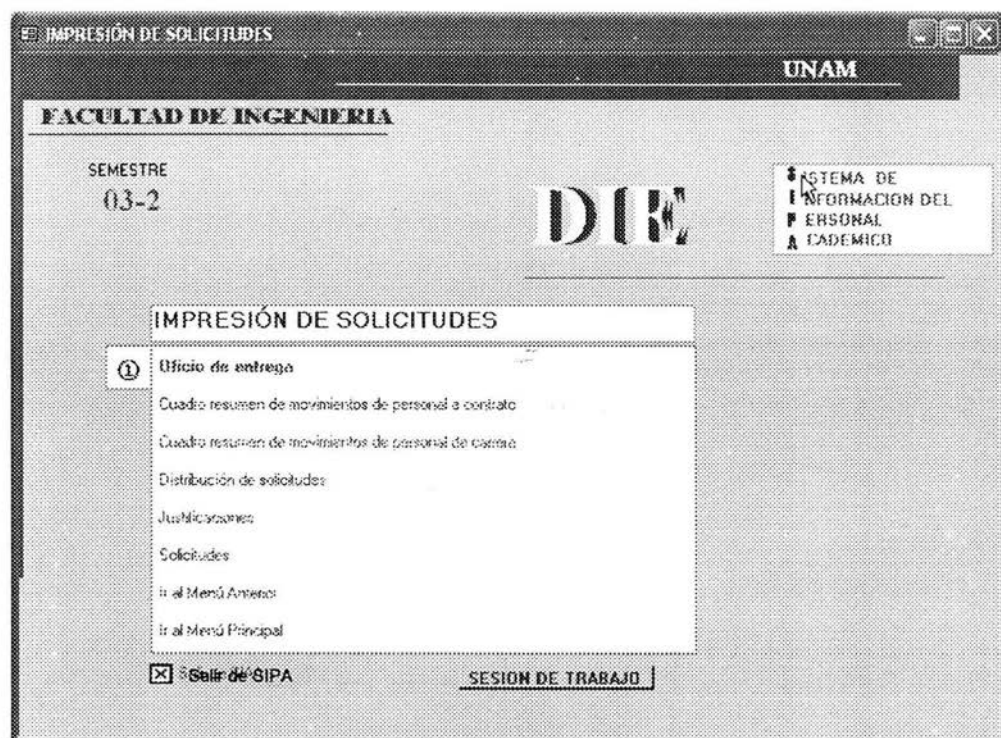 IMPRESIÓN DE SOLICITUDES
UNAM
FACULTAD DE INGENIERIA
SEMESTRE
03-2
DIE
SISTEMA DE
INFORMACION DEL
PERSONAL
ACADEMICO
IMPRESIÓN DE SOLICITUDES
Oficio de entrega
Cuadro resumen de movimientos de personal a contrato
Cuadro resumen de movimientos de personal de carrera
Distribución de solicitudes
Justificaciones
Solicitudes
Ir al Menú Anterior
Ir al Menú Principal
Salir de SIPA
SESION DE TRABAJO